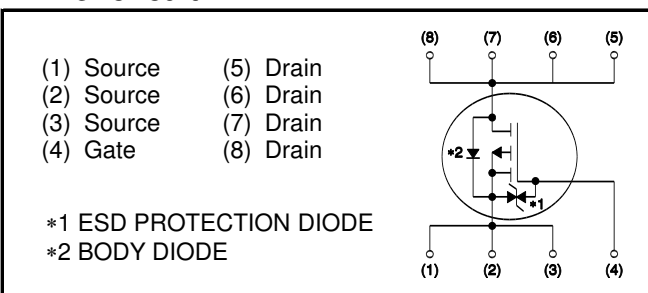 (1) Source (5) Drain
(2) Source (6) Drain
(3) Source (7) Drain
(4) Gate (8) Drain
∗1 ESD PROTECTION DIODE
∗2 BODY DIODE
(8) (7) (6) (5)
∗2
∗1
(1) (2) (3) (4)